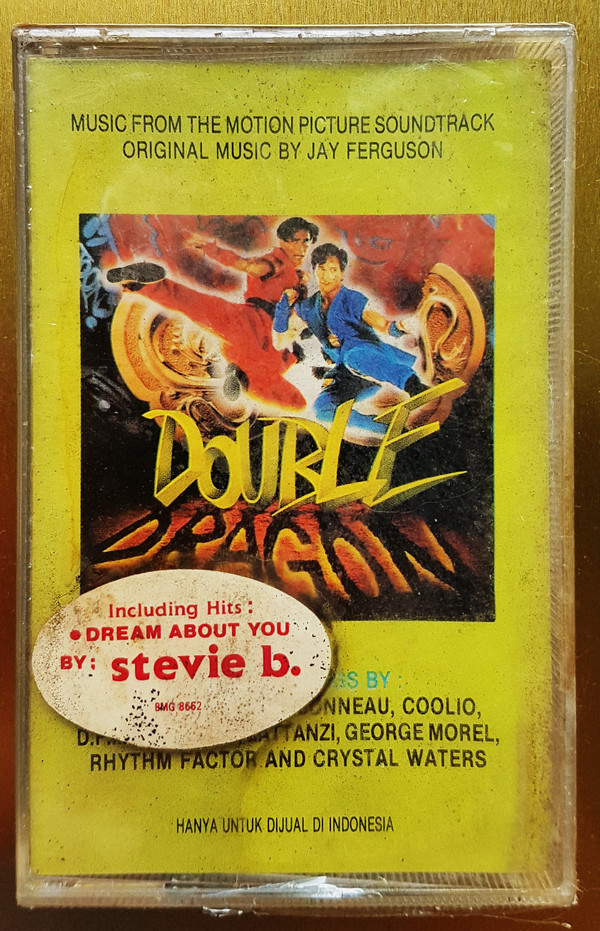 MUSIC FROM THE MOTION PICTURE SOUNDTRACK
ORIGINAL MUSIC BY JAY FERGUSON
DOUBLE
DRAGON
Including Hits :
• DREAM ABOUT YOU
BY: stevie b.
BMG 8662
BY :
COOLIO,
GEORGE MOREL,
RHYTHM FACTOR AND CRYSTAL WATERS
HANYA UNTUK DIJUAL DI INDONESIA